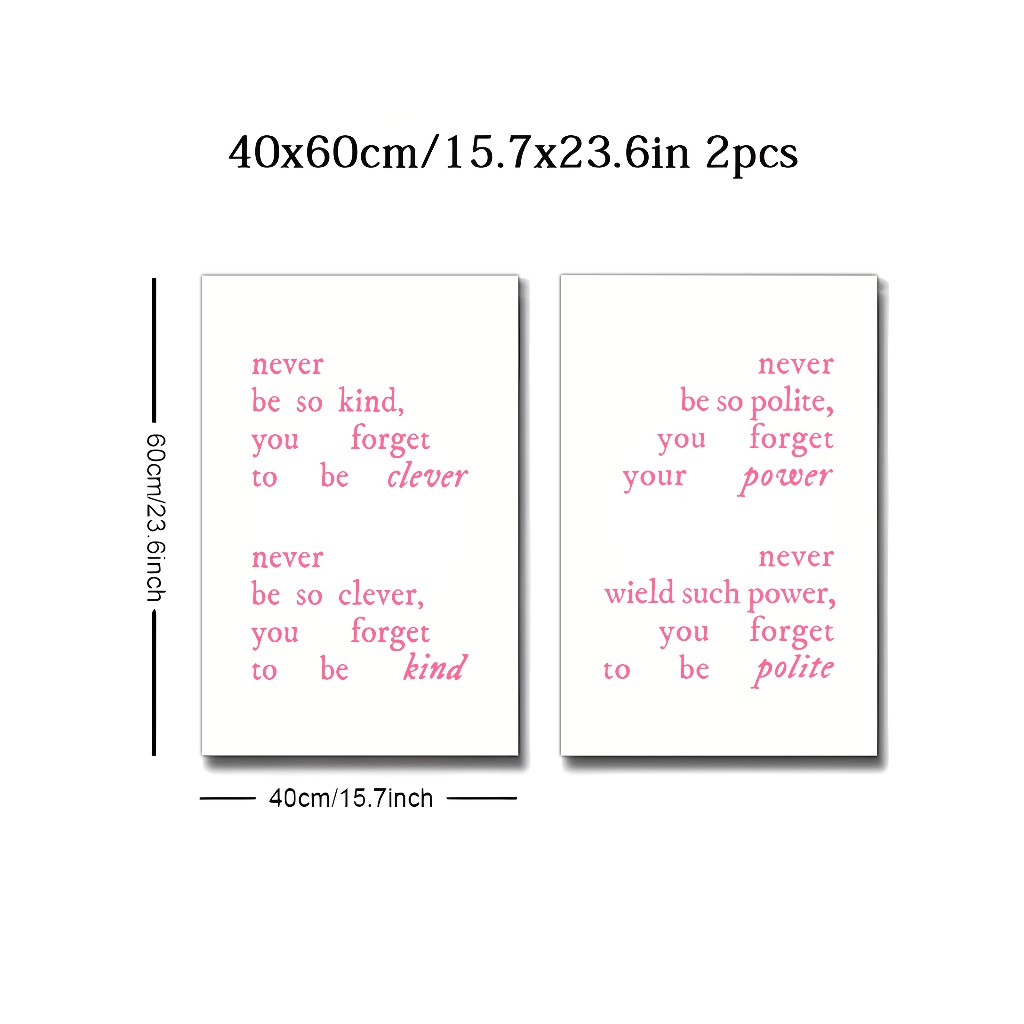 40x60cm/15.7x23.6in 2pcs
never
be so kind,
you forget
to be clever
never
be so clever,
you forget
to be kind
never
be so polite,
you forget
your power
never
wield such power,
you forget
to be polite
60cm/23.6inch
40cm/15.7inch